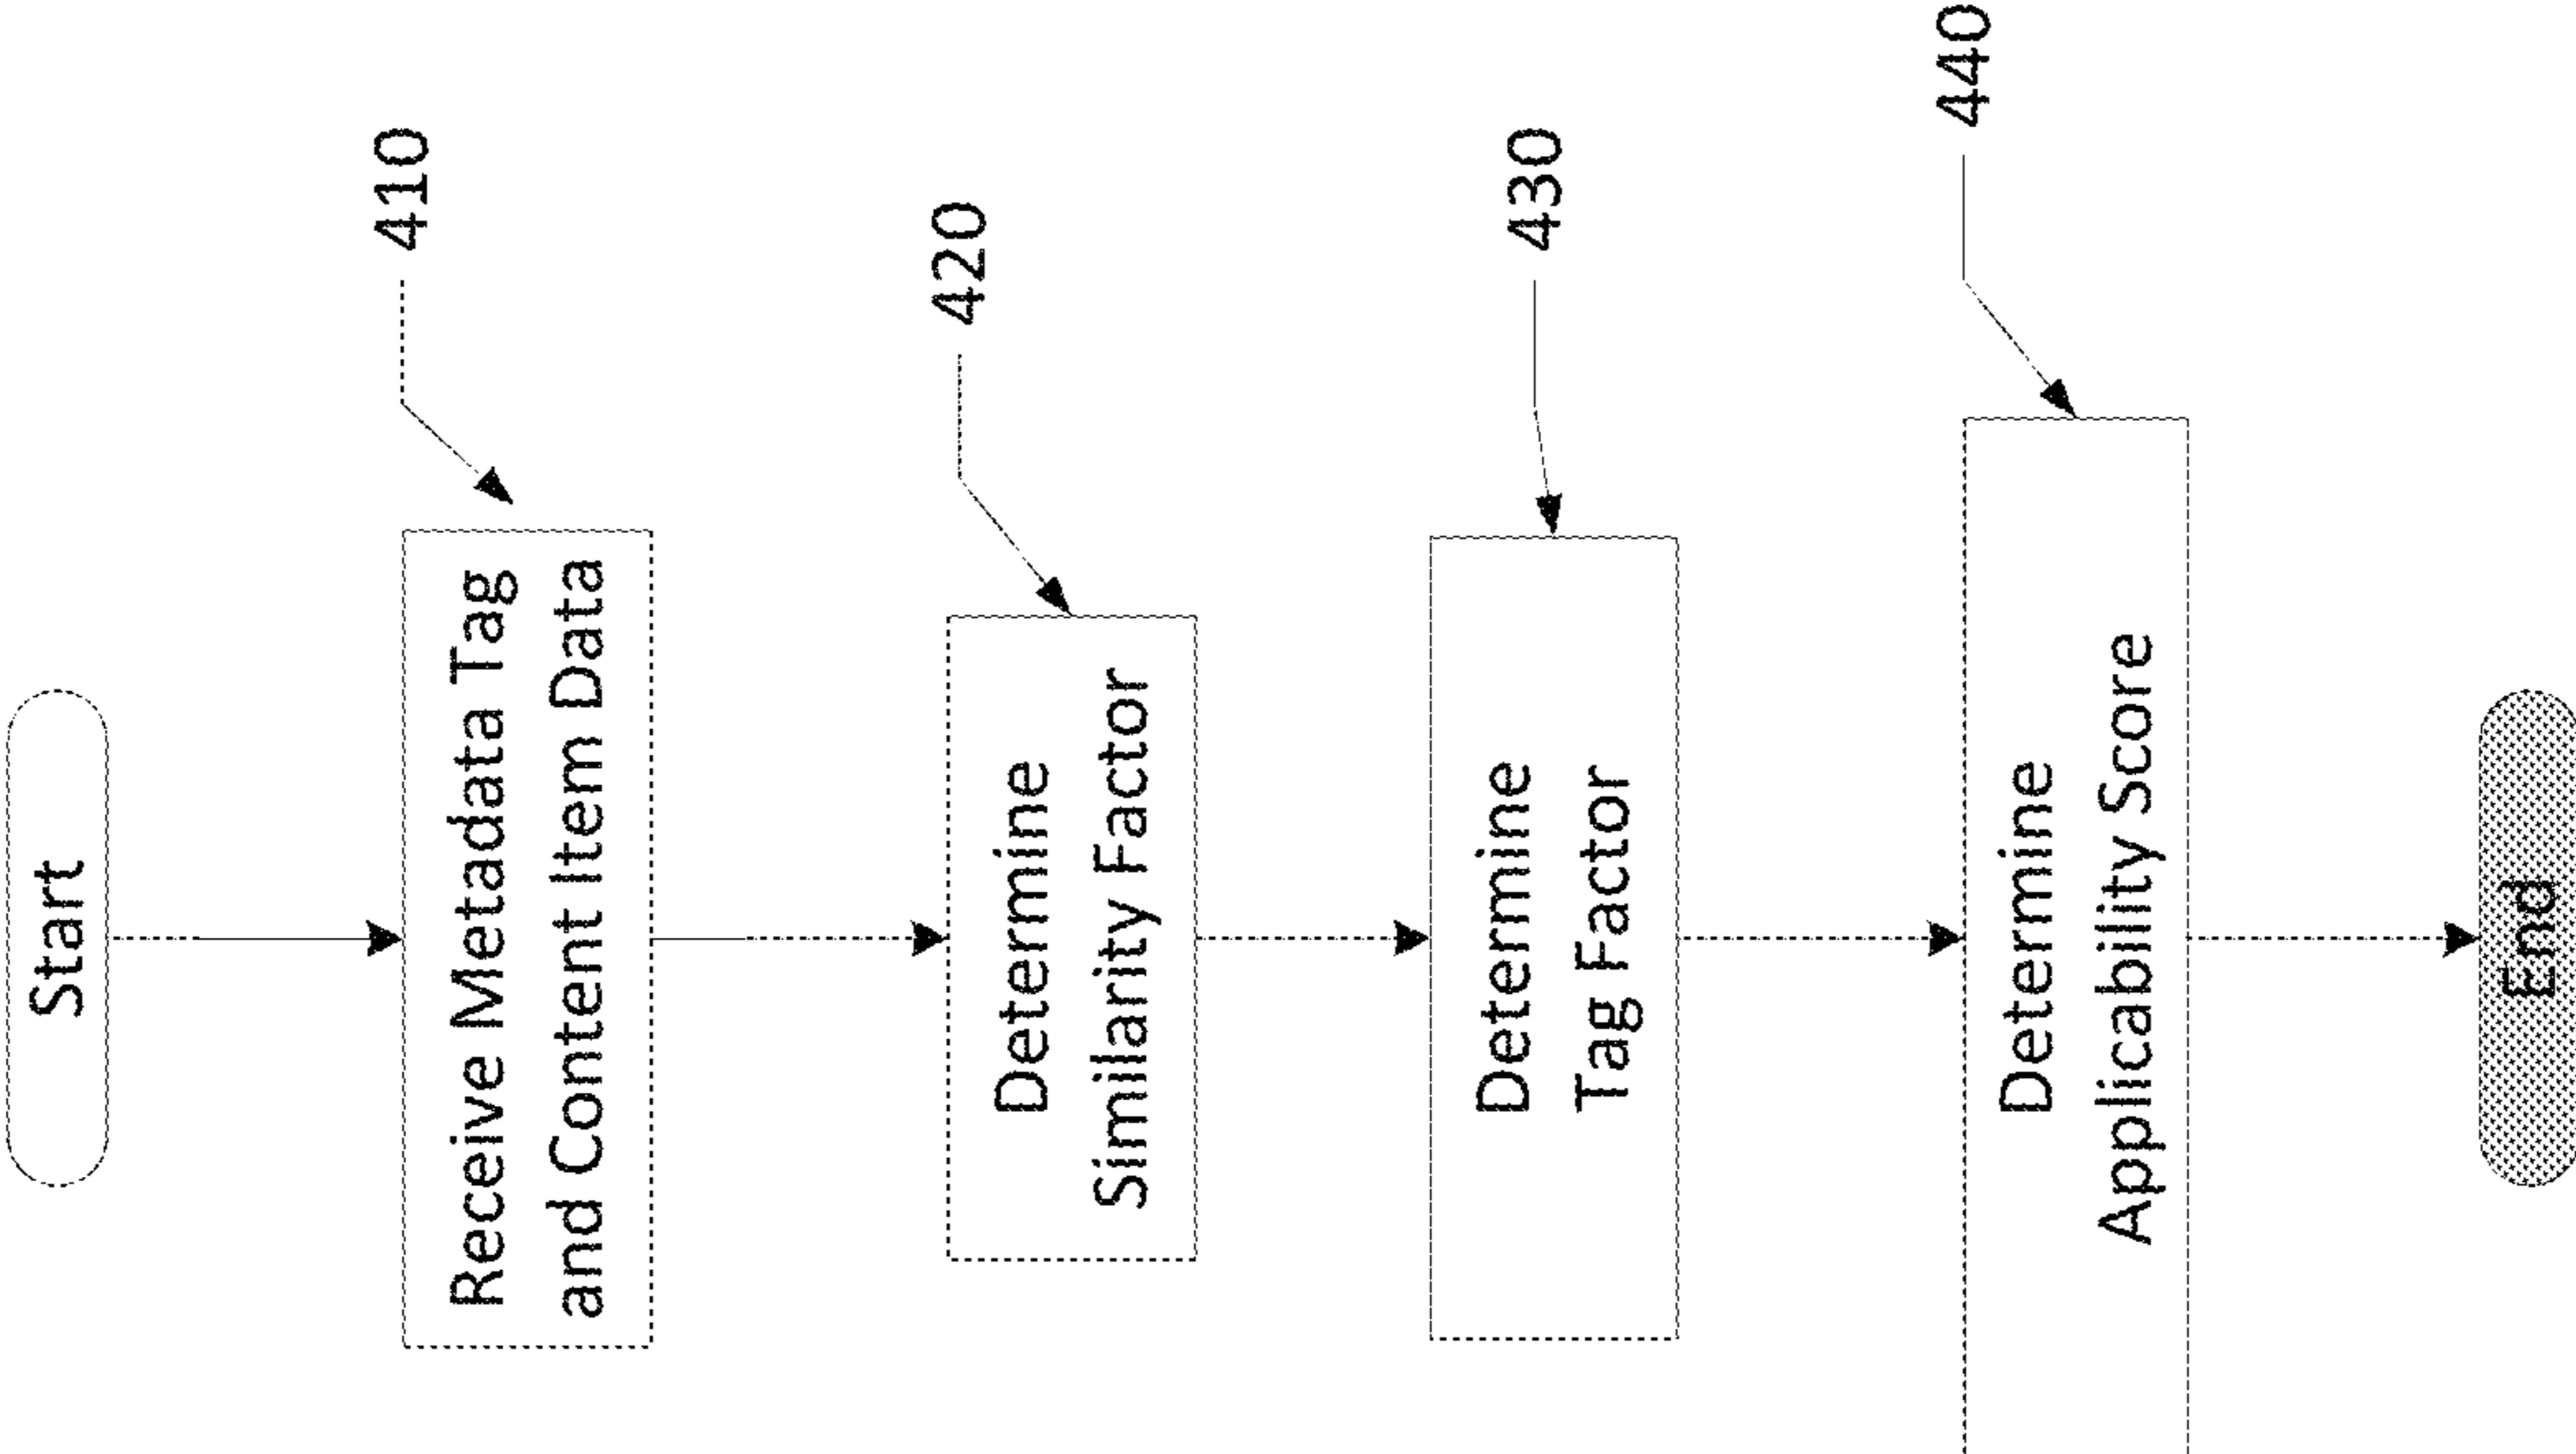 Start
410
Receive Metadata Tag
and Content Item Data
420
Determine
Similarity Factor
430
Determine
Tag Factor
440
Determine
Applicability Score
End